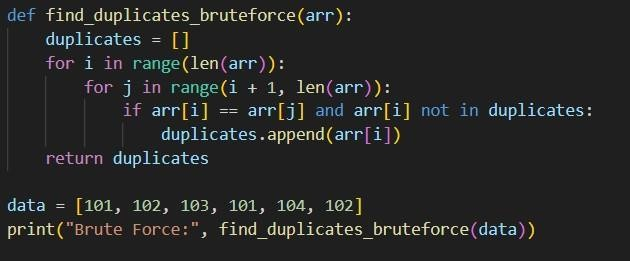 def find_duplicates_bruteforce(arr):
    duplicates = []
    for i in range(len(arr)):
        for j in range(i + 1, len(arr)):
            if arr[i] == arr[j] and arr[i] not in duplicates:
                duplicates.append(arr[i])
    return duplicates

data = [101, 102, 103, 101, 104, 102]
print("Brute Force:", find_duplicates_bruteforce(data))